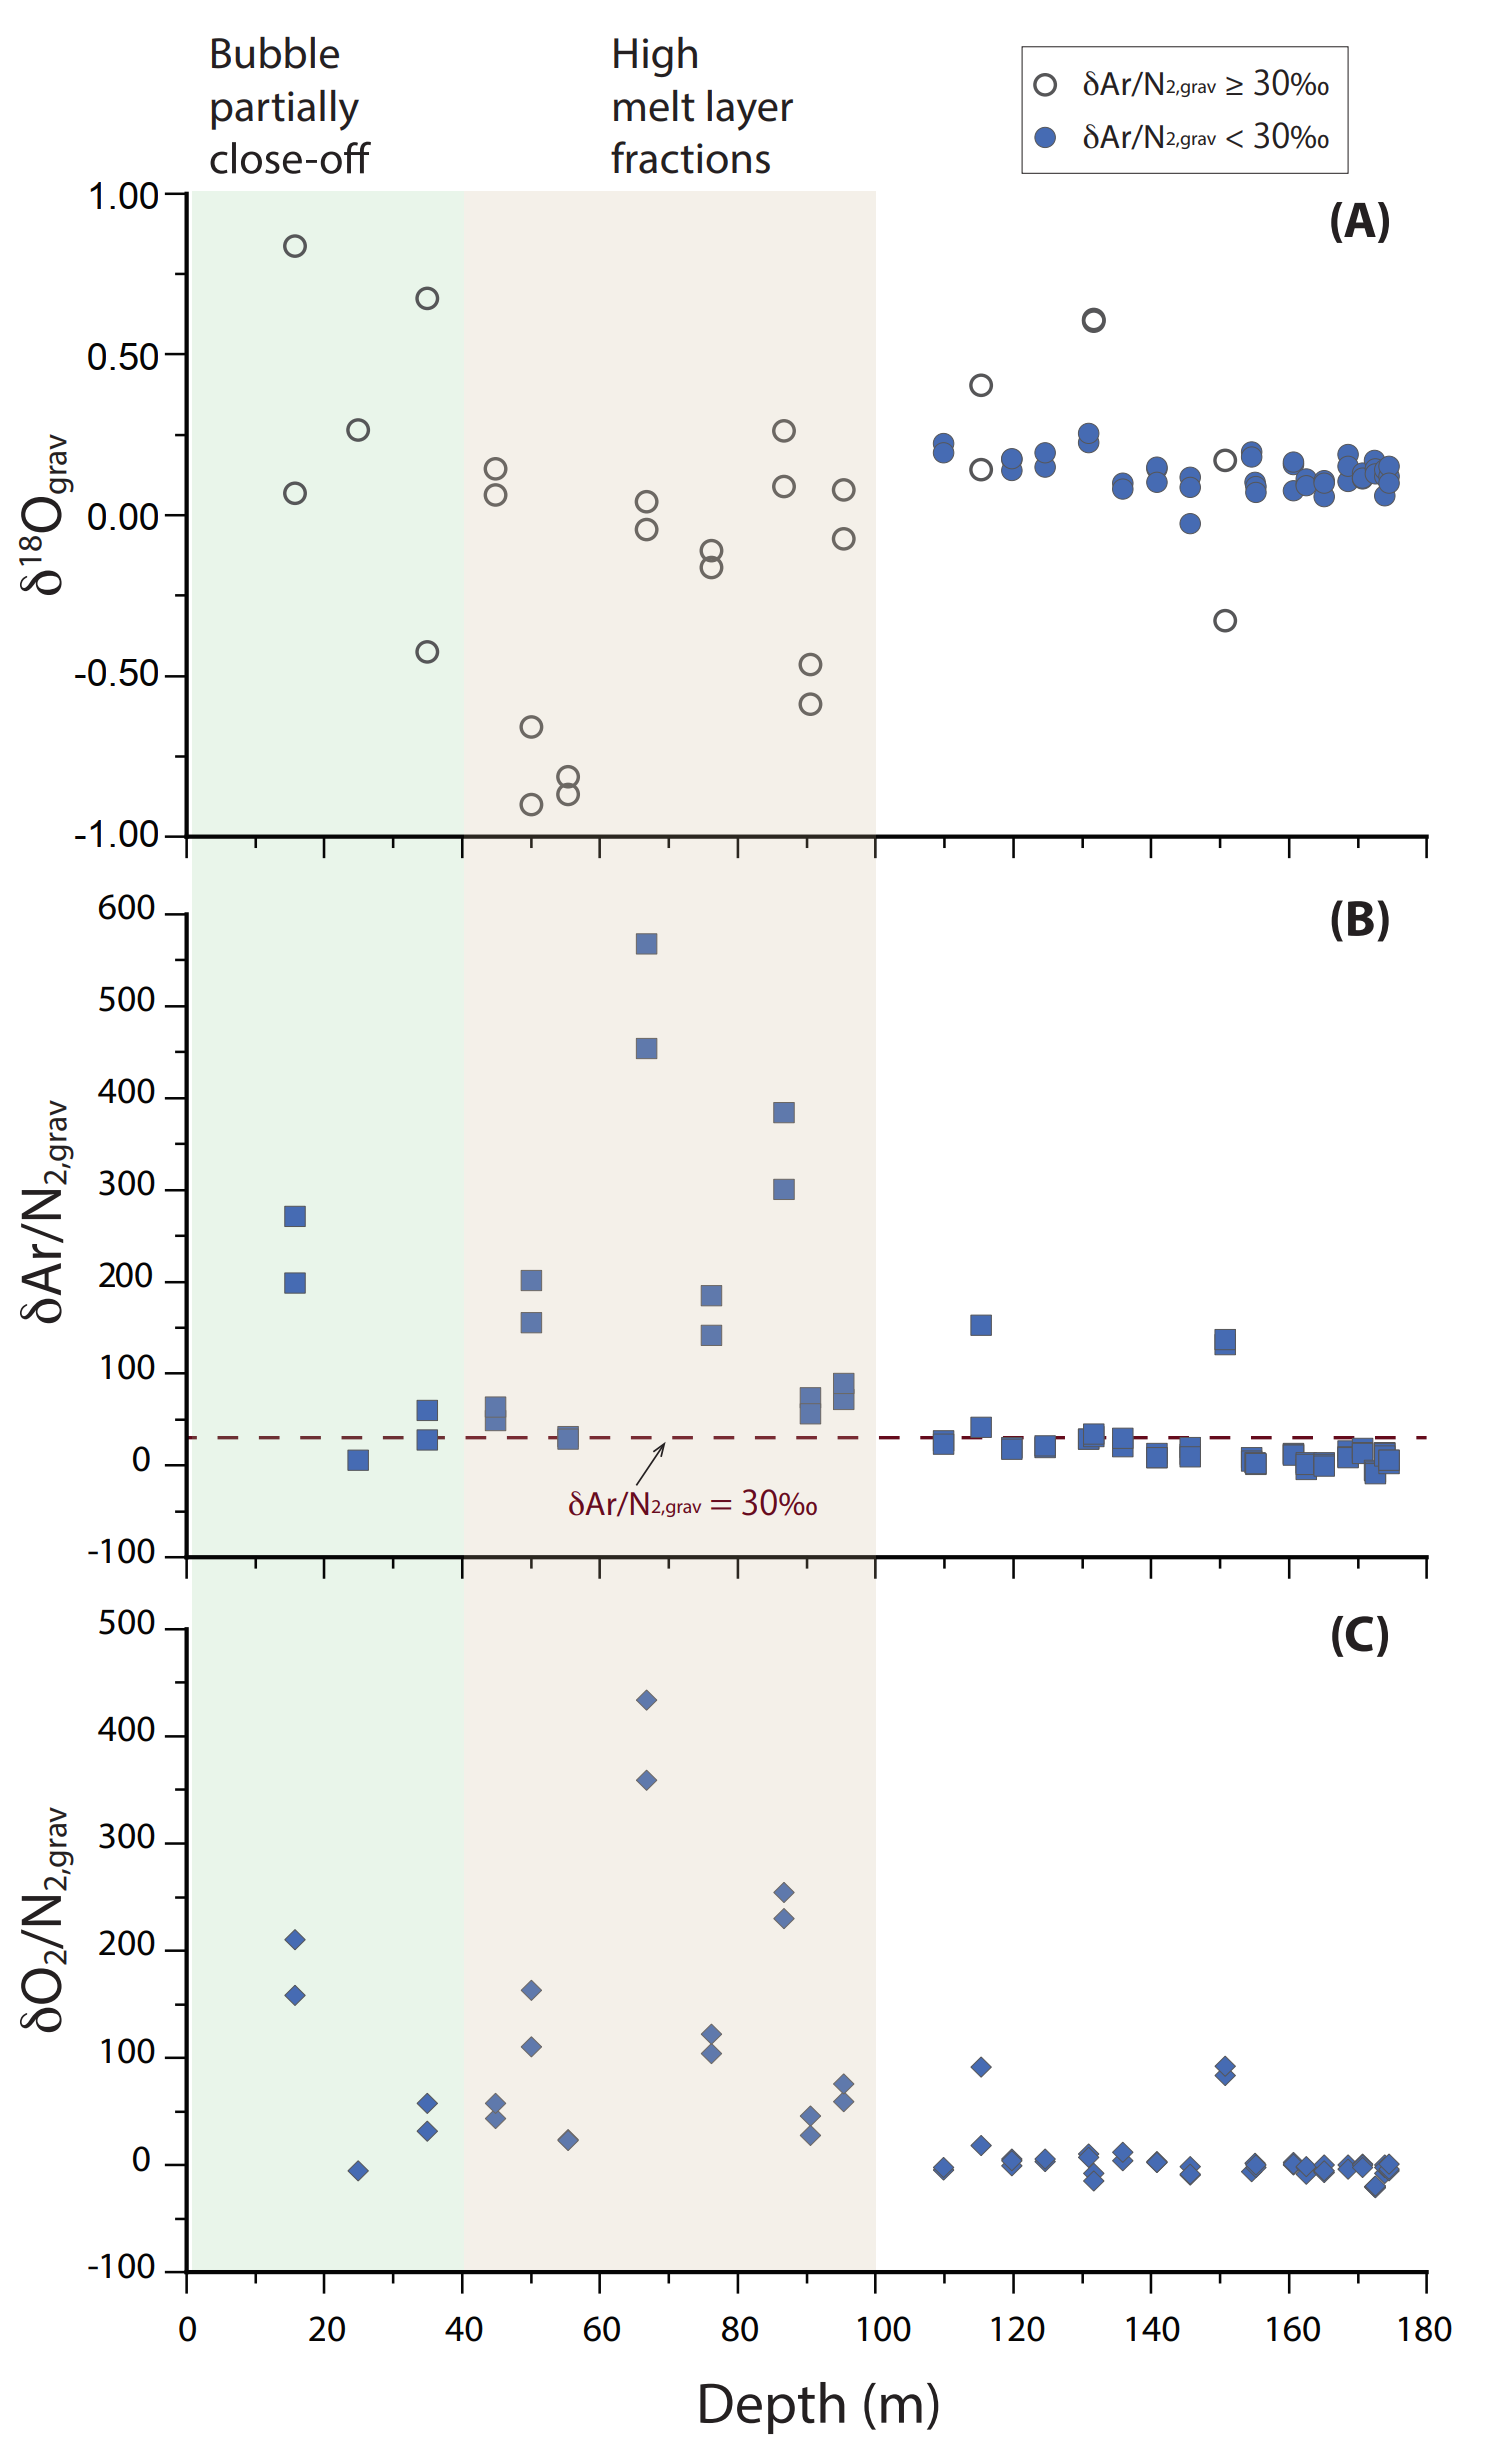 Bubble
partially
close-off
High
melt layer
fractions
δAr/N2,grav ≥ 30‰
δAr/N2,grav < 30‰
(A)
1.00
0.50
0.00
-0.50
-1.00
δ18Ograv
(B)
600
500
400
300
200
100
0
-100
δAr/N2,grav
δAr/N2,grav = 30‰
(C)
500
400
300
200
100
0
-100
δO2/N2,grav
0 20 40 60 80 100 120 140 160 180
Depth (m)